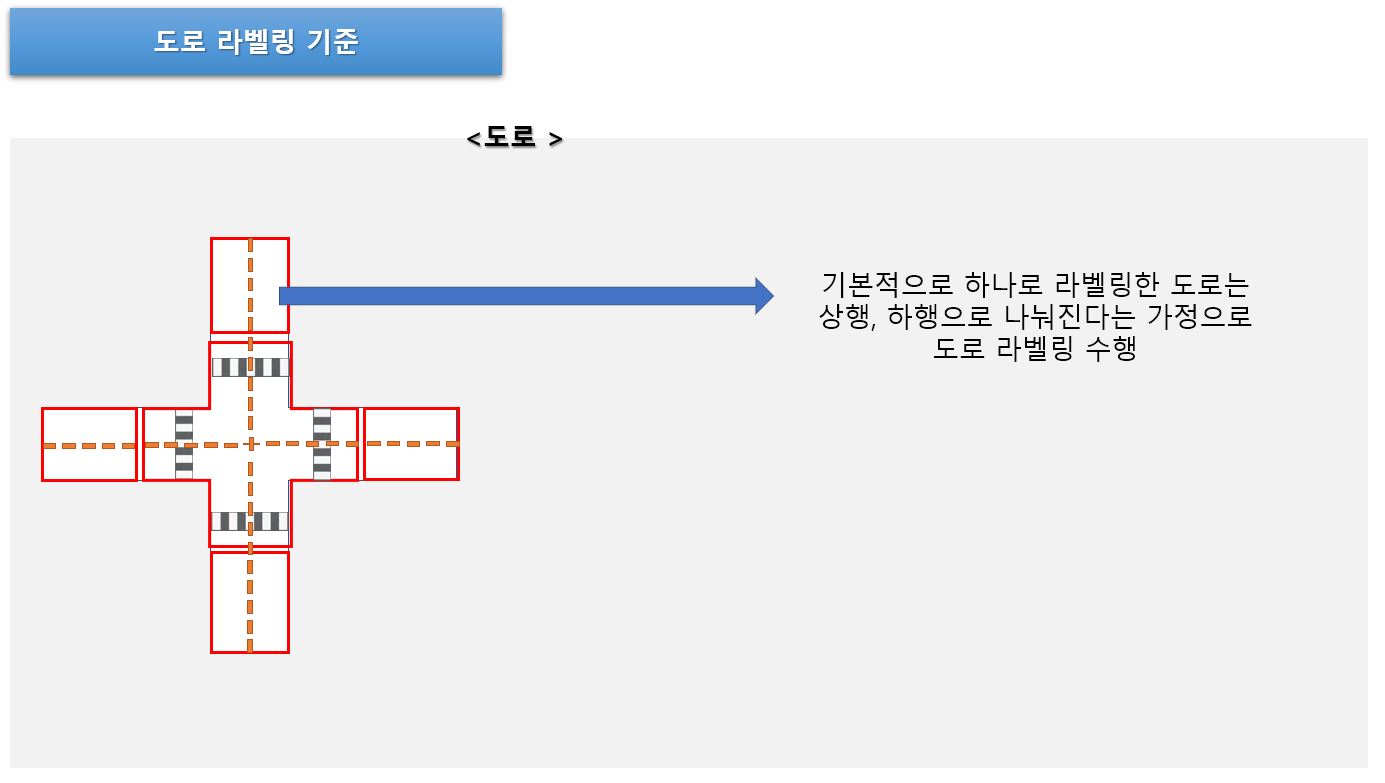 도로 라벨링 기준
<도로 >
기본적으로 하나로 라벨링한 도로는
상행, 하행으로 나눠진다는 가정으로
도로 라벨링 수행